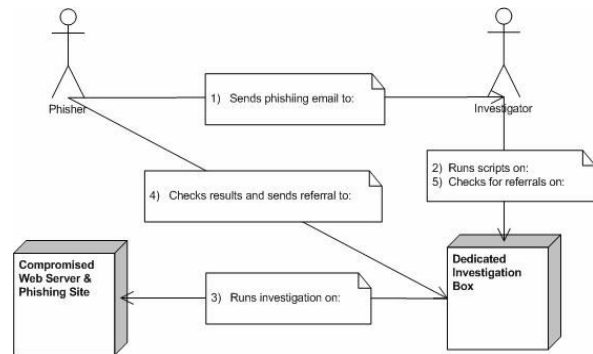 1) Sends phishiing email to:
Phisher
Investigator
2) Runs scripts on:
5) Checks for referrals on:
4) Checks results and sends referral to:
Compromised
Web Server &
Phishing Site
Dedicated
Investigation
Box
3) Runs investigation on: